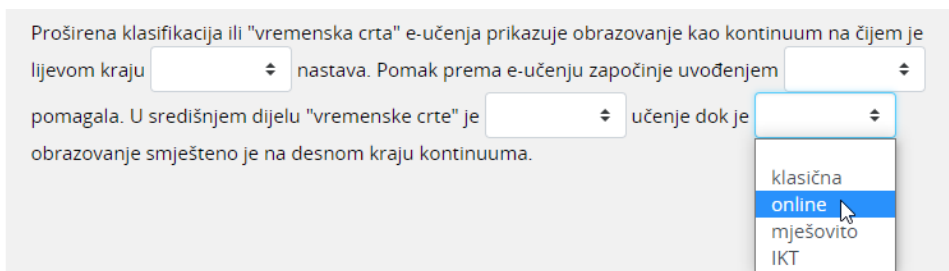 Proširena klasifikacija ili "vremenska crta" e-učenja prikazuje obrazovanje kao kontinuum na čijem je
lijevom kraju nastava. Pomak prema e-učenju započinje uvođenjem
pomagala. U središnjem dijelu "vremenske crte" je učenje dok je
obrazovanje smješteno je na desnom kraju kontinuuma.
klasična
online
mješovito
IKT